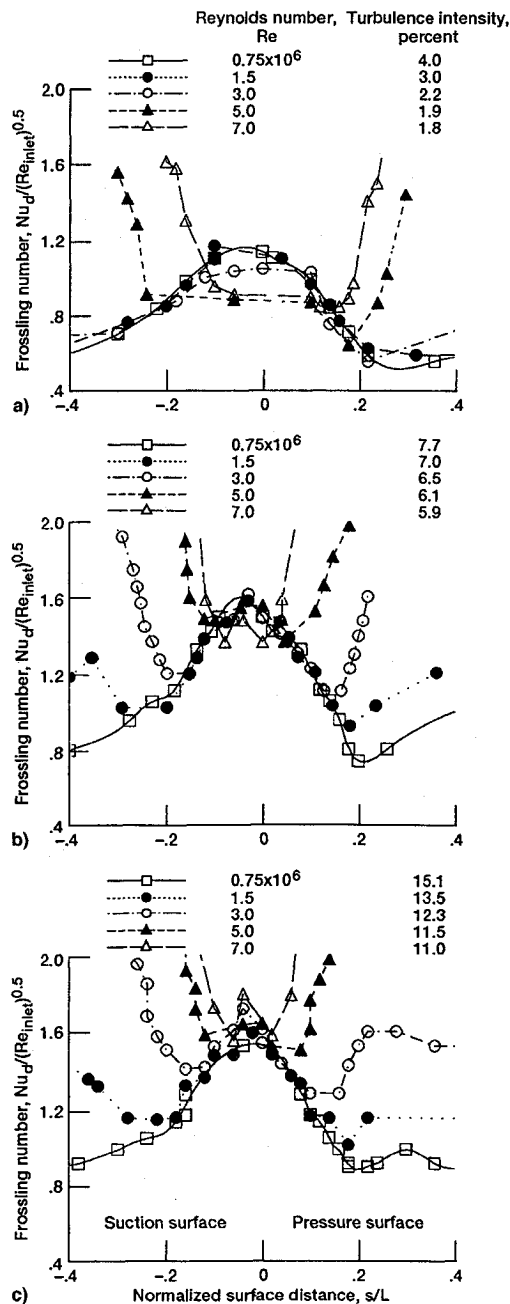 Reynolds number, Turbulence intensity,
Re percent
0.75x10^6 4.0
1.5 3.0
3.0 2.2
5.0 1.9
7.0 1.8
2.0
1.6
1.2
.8
.4
Frossling number, Nu_d/(Re_inlet)^0.5
a)
-.4 -.2 0 .2 .4
0.75x10^6 7.7
1.5 7.0
3.0 6.5
5.0 6.1
7.0 5.9
2.0
1.6
1.2
.8
.4
Frossling number, Nu_d/(Re_inlet)^0.5
b)
-.4 -.2 0 .2 .4
0.75x10^6 15.1
1.5 13.5
3.0 12.3
5.0 11.5
7.0 11.0
2.0
1.6
1.2
.8
.4
Frossling number, Nu_d/(Re_inlet)^0.5
Suction surface Pressure surface
-.4 -.2 0 .2 .4
c) Normalized surface distance, s/L